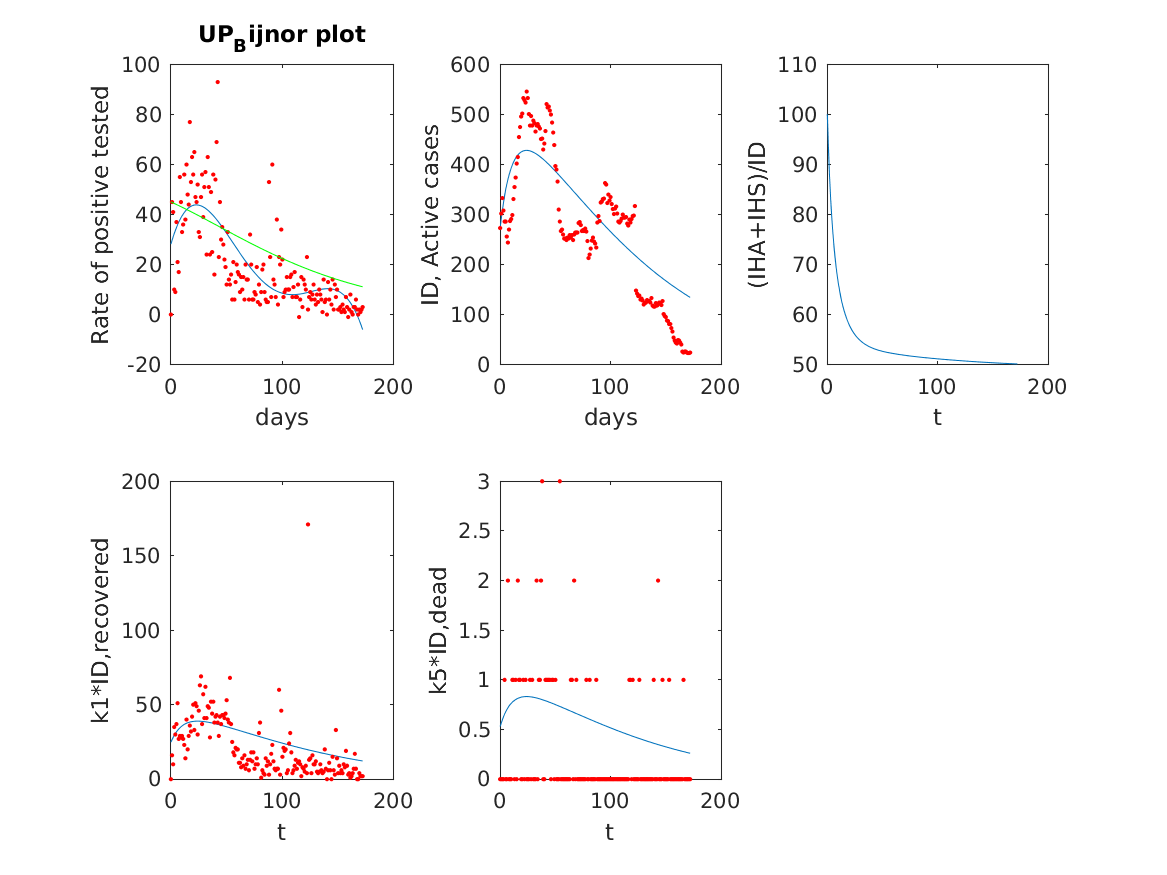 UP_Bijnor plot
100
80
60
40
20
0
-20
Rate of positive tested
0 100 200
days
600
500
400
300
200
100
0
ID, Active cases
0 100 200
days
110
100
90
80
70
60
50
(IHA+IHS)/ID
0 100 200
t
200
150
100
50
0
k1*ID,recovered
0 100 200
t
3
2.5
2
1.5
1
0.5
0
k5*ID,dead
0 100 200
t